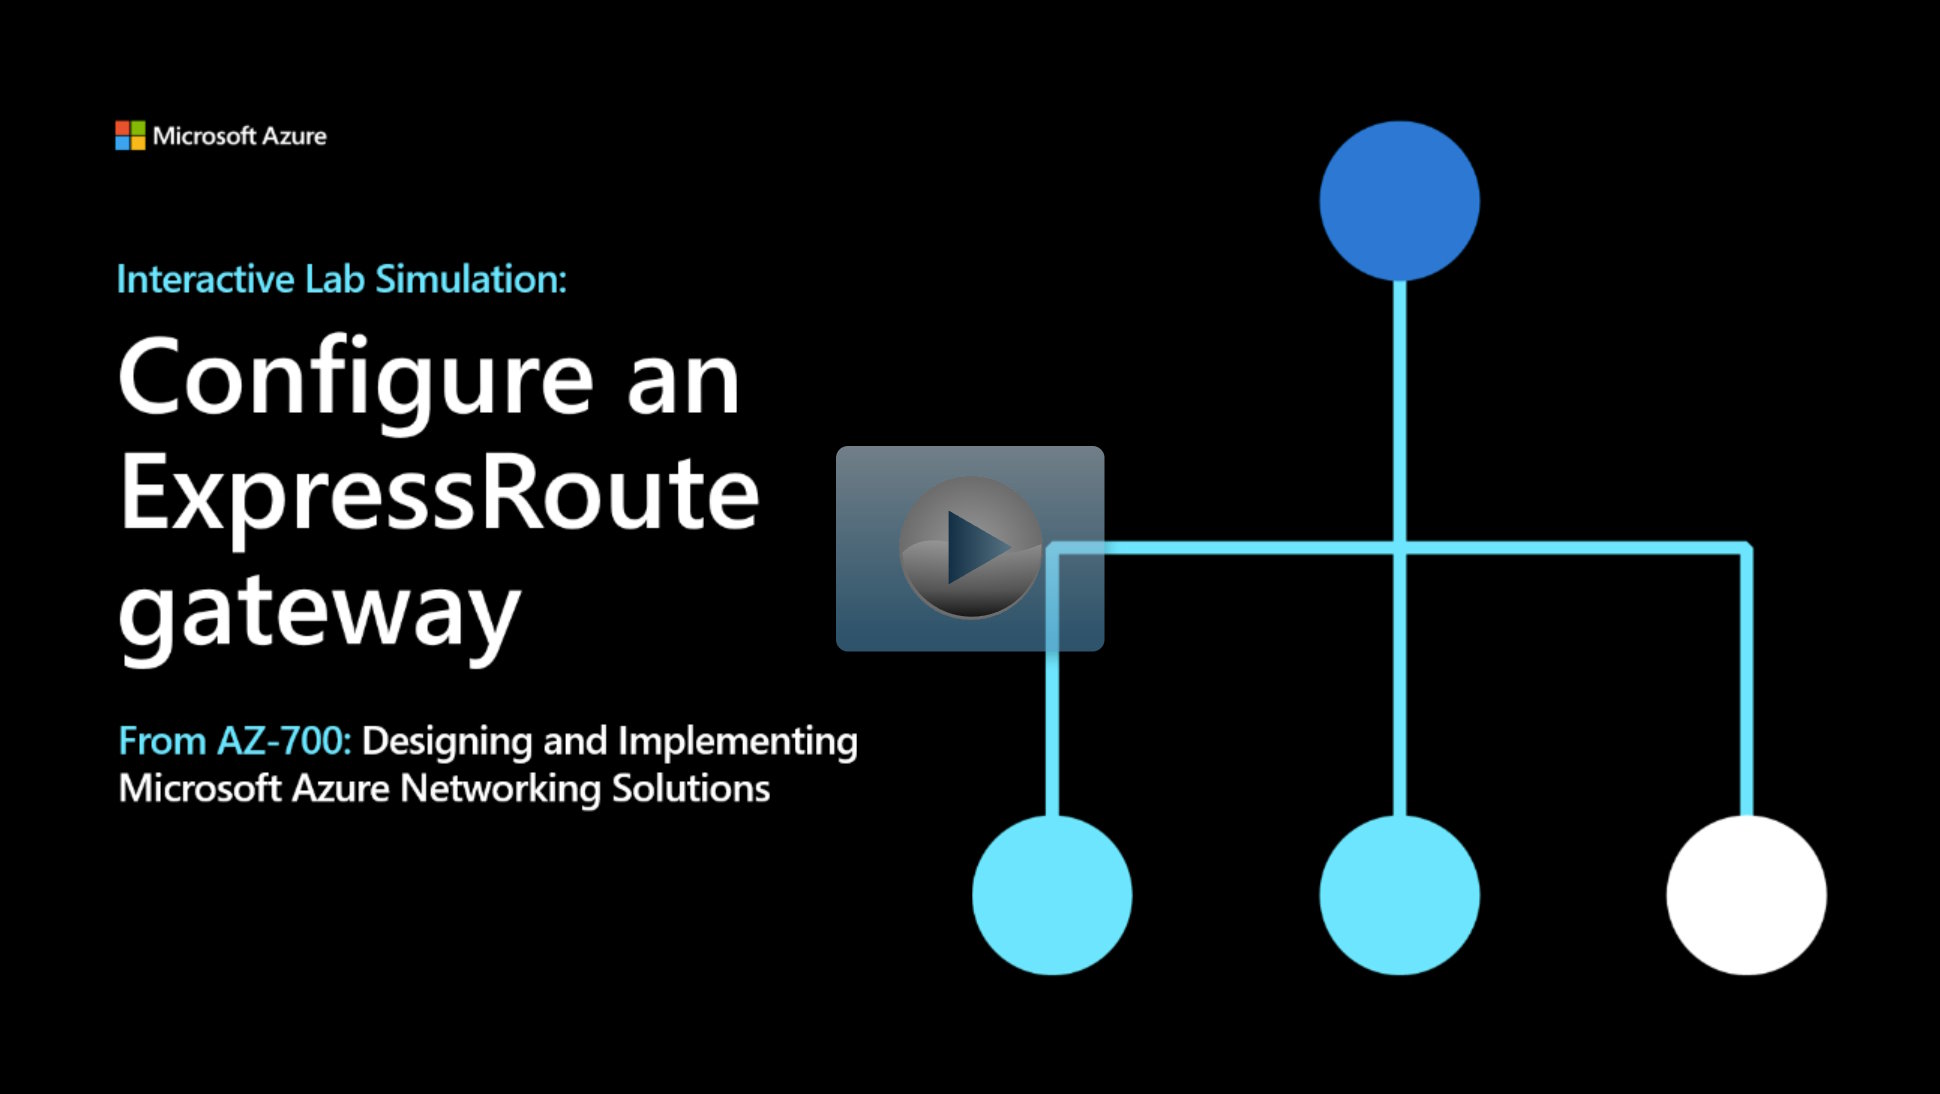 Microsoft Azure
Interactive Lab Simulation:
Configure an
ExpressRoute
gateway
From AZ-700: Designing and Implementing
Microsoft Azure Networking Solutions